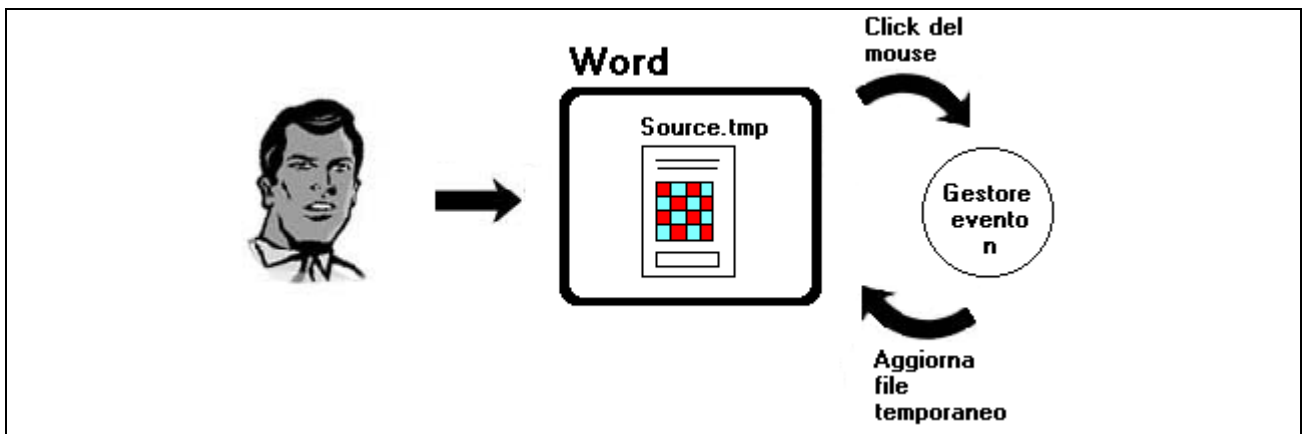 Word
Source.tmp
Click del
mouse
Gestore
evento
n
Aggiorna
file
temporaneo